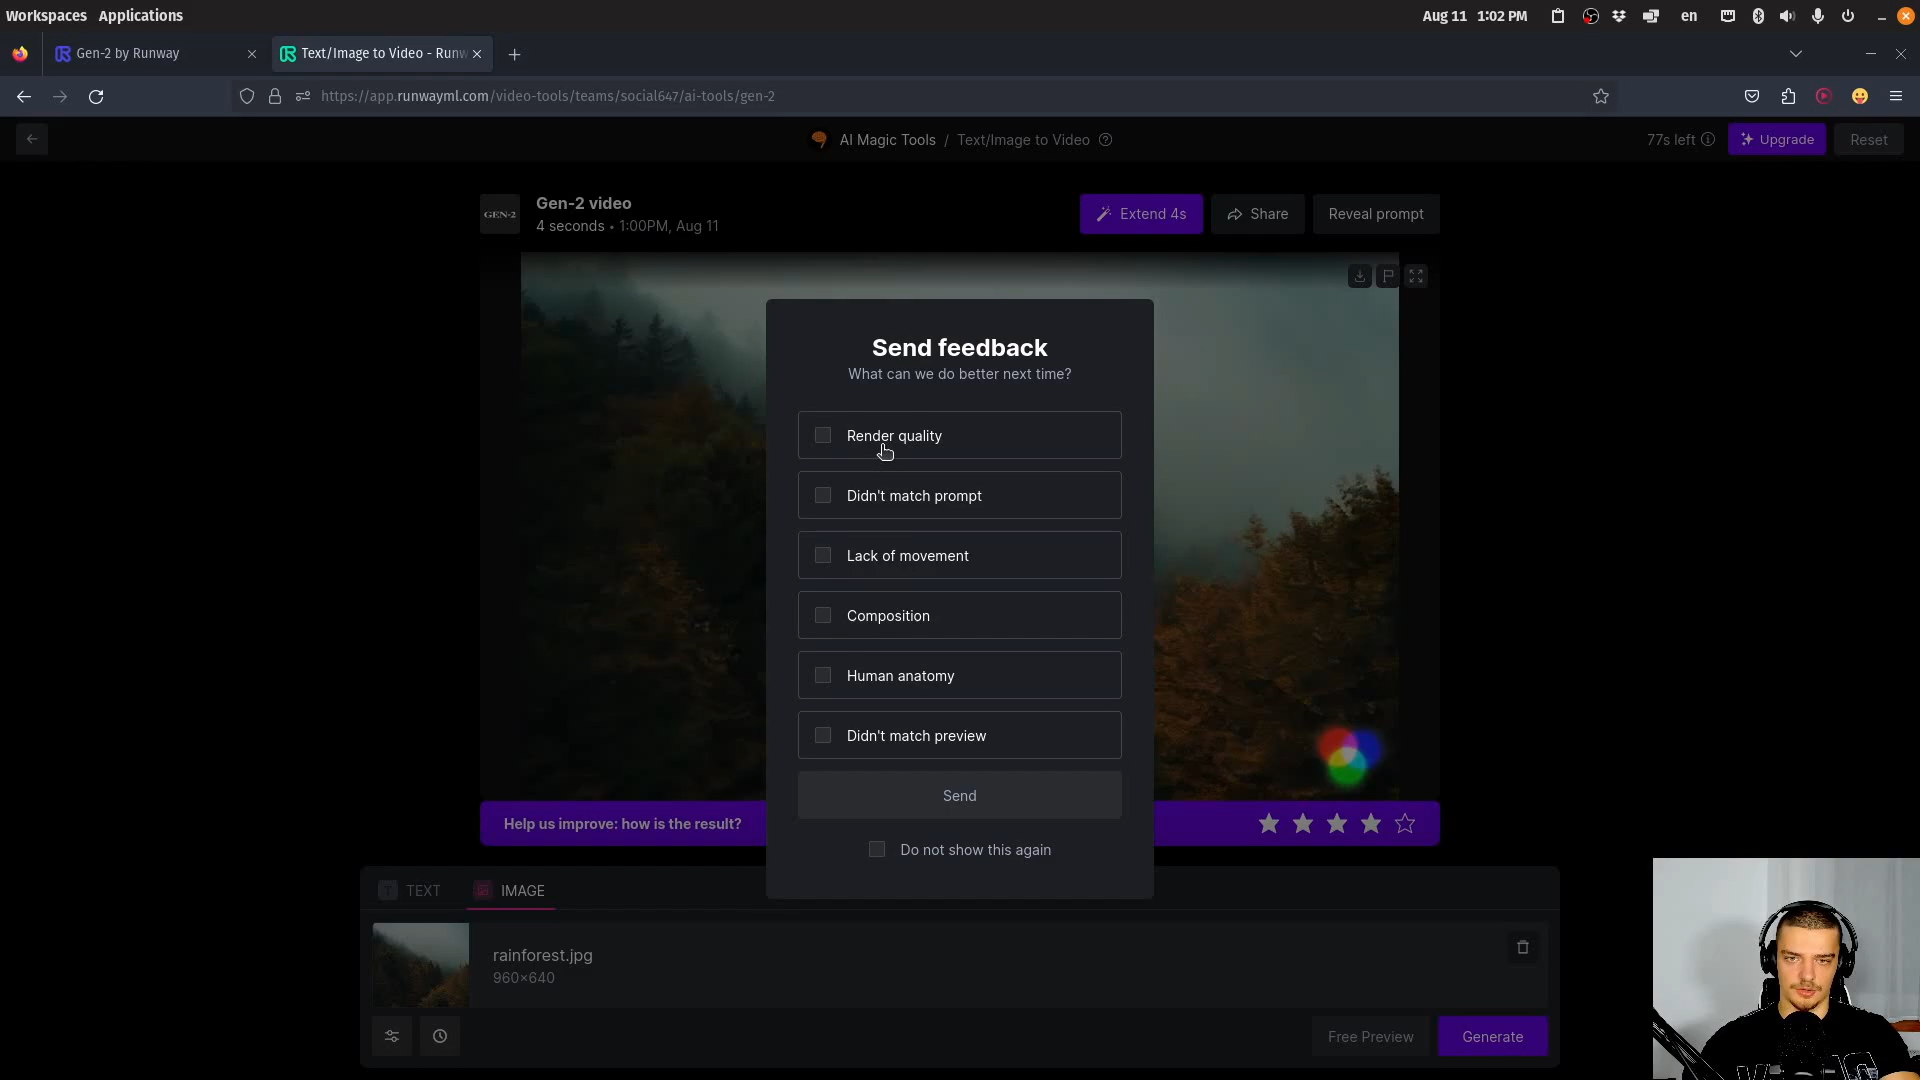 Workspaces Applications
Aug 11 1:02 PM
en
Gen-2 by Runway
Text/Image to Video - Runw
https://app.runwayml.com/video-tools/teams/social647/ai-tools/gen-2
AI Magic Tools / Text/Image to Video
77s left
Upgrade
Reset
GEN-2
Gen-2 video
4 seconds • 1:00PM, Aug 11
Extend 4s
Share
Reveal prompt
Send feedback
What can we do better next time?
Render quality
Didn't match prompt
Lack of movement
Composition
Human anatomy
Didn't match preview
Send
Do not show this again
Help us improve: how is the result?
T TEXT
IMAGE
rainforest.jpg
960×640
Free Preview
Generate